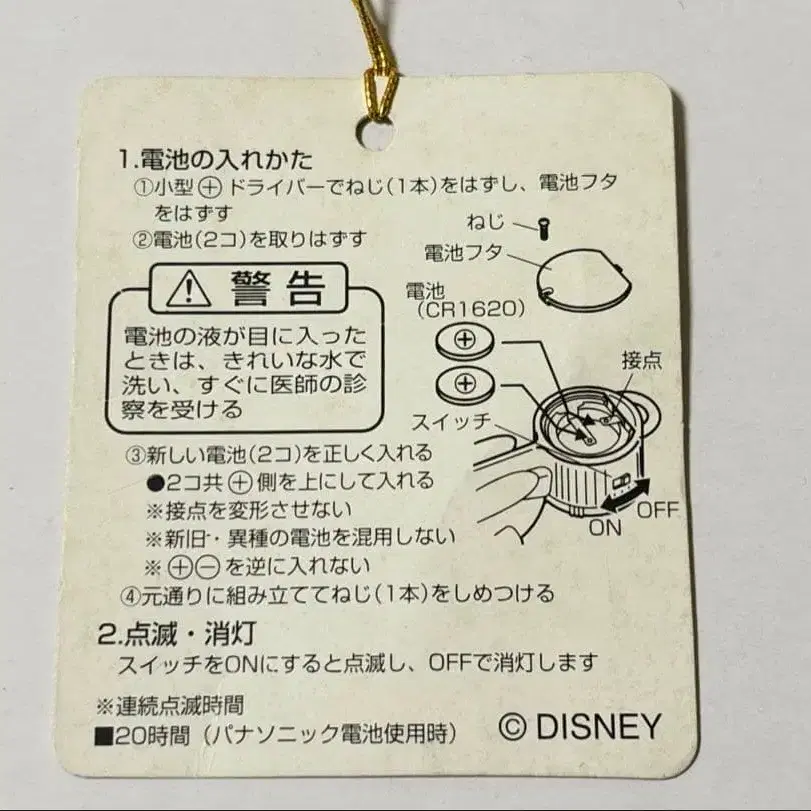 1.電池の入れかた
①小型⊕ドライバーでねじ(1本)をはずし、電池フタ
をはずす
②電池(2コ)を取りはずす
ねじ
電池フタ
⚠ 警告
電池の液が目に入った
ときは、きれいな水で
洗い、すぐに医師の診
察を受ける
電池
(CR1620)
⊕
⊕
接点
スイッチ
OFF
ON
③新しい電池(2コ)を正しく入れる
●2コ共⊕側を上にして入れる
※接点を変形させない
※新旧・異種の電池を混用しない
※⊕⊖を逆に入れない
④元通りに組み立ててねじ(1本)をしめつける
2.点滅・消灯
スイッチをONにすると点滅し、OFFで消灯します
※連続点滅時間
■20時間(パナソニック電池使用時)
© DISNEY